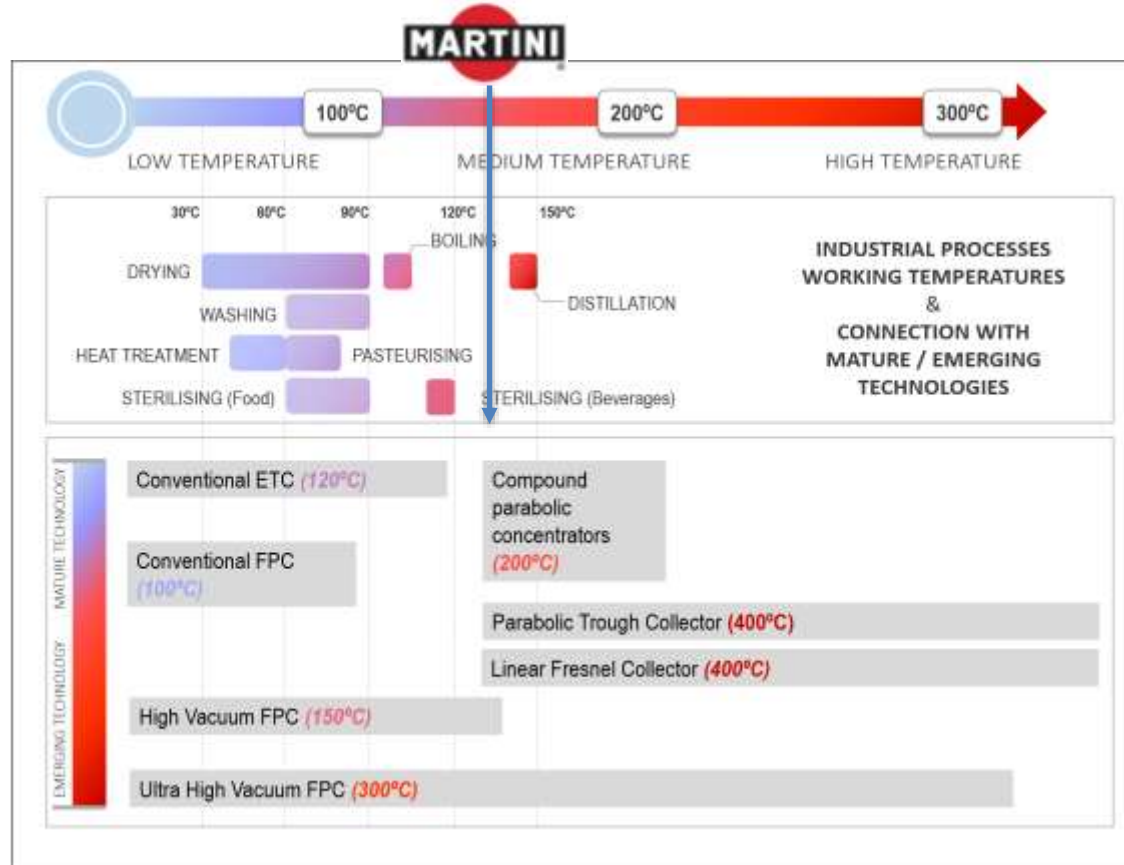 MARTINI
100ºC
200ºC
300ºC
LOW TEMPERATURE
MEDIUM TEMPERATURE
HIGH TEMPERATURE
30ºC
60ºC
90ºC
120ºC
150ºC
BOILING
DRYING
DISTILLATION
WASHING
HEAT TREATMENT
PASTEURISING
STERILISING (Food)
STERILISING (Beverages)
INDUSTRIAL PROCESSES
WORKING TEMPERATURES
&
CONNECTION WITH
MATURE / EMERGING
TECHNOLOGIES
MATURE TECHNOLOGY
EMERGING TECHNOLOGY
Conventional ETC (120ºC)
Conventional FPC
(100ºC)
Compound
parabolic
concentrators
(200ºC)
Parabolic Trough Collector (400ºC)
Linear Fresnel Collector (400ºC)
High Vacuum FPC (150ºC)
Ultra High Vacuum FPC (300ºC)